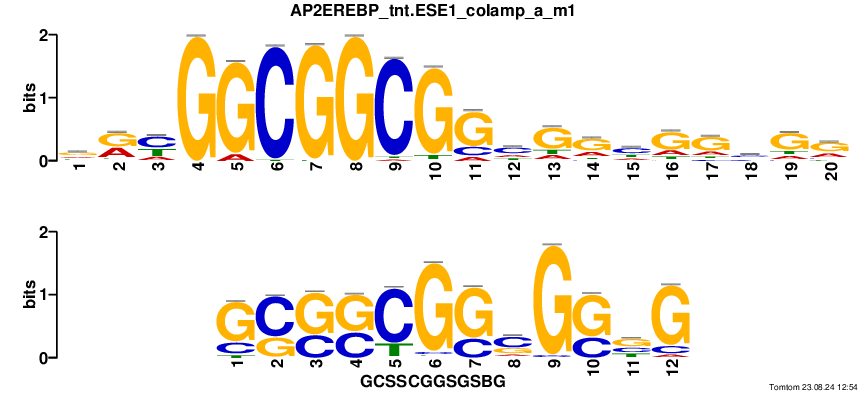 AP2EREBP_tnt.ESE1_colamp_a_m1
2
1
0
bits
1 2 3 4 5 6 7 8 9 10 11 12 13 14 15 16 17 18 19 20
2
1
0
bits
1 2 3 4 5 6 7 8 9 10 11 12
GCSSCGGSGSBG
Tomtom 23.08.24 12:54